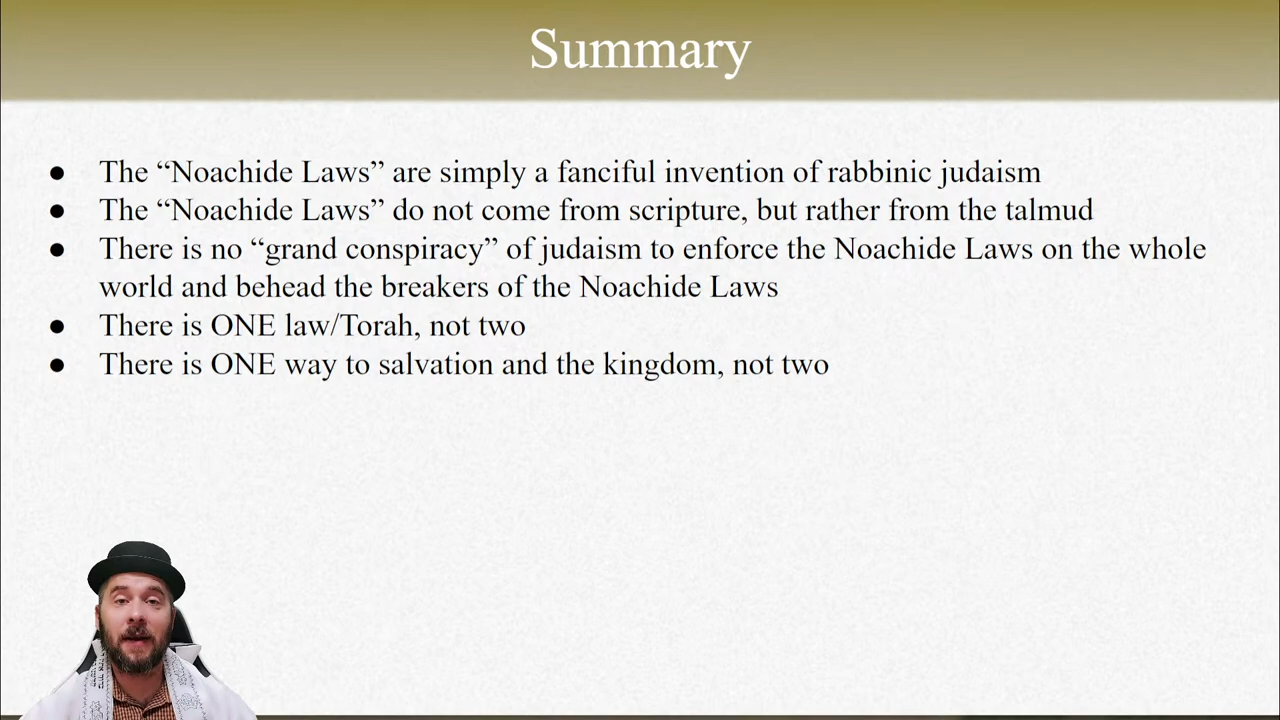 Summary
● The “Noachide Laws” are simply a fanciful invention of rabbinic judaism
● The “Noachide Laws” do not come from scripture, but rather from the talmud
● There is no “grand conspiracy” of judaism to enforce the Noachide Laws on the whole
world and behead the breakers of the Noachide Laws
● There is ONE law/Torah, not two
● There is ONE way to salvation and the kingdom, not two